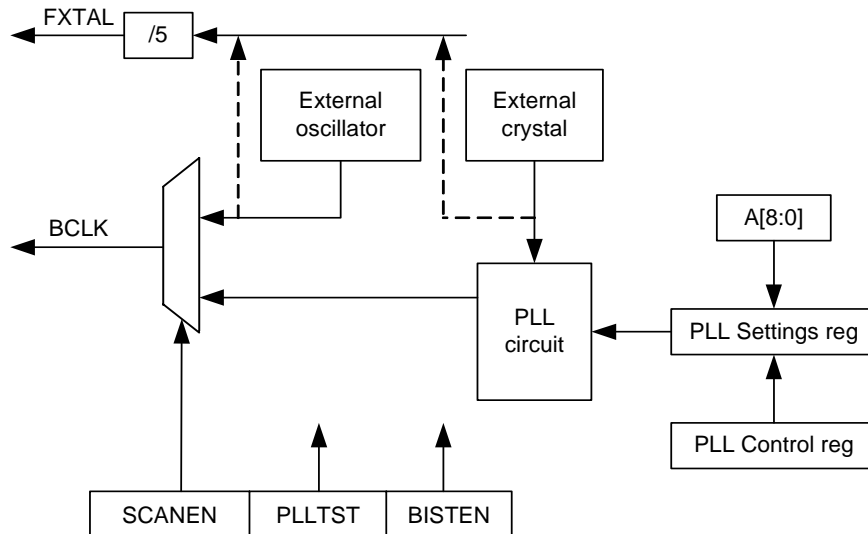 FXTAL
/5
External
oscillator
External
crystal
BCLK
A[8:0]
PLL
circuit
PLL Settings reg
PLL Control reg
SCANEN
PLLTST
BISTEN